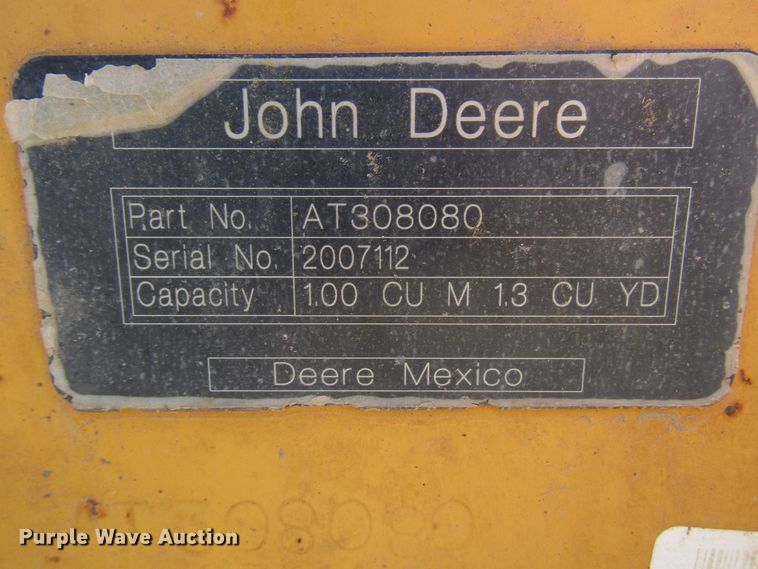 John Deere
Part No. AT308080
Serial No. 2007112
Capacity 1.00 CU M 1.3 CU YD
Deere Mexico
AT308080
Purple Wave Auction